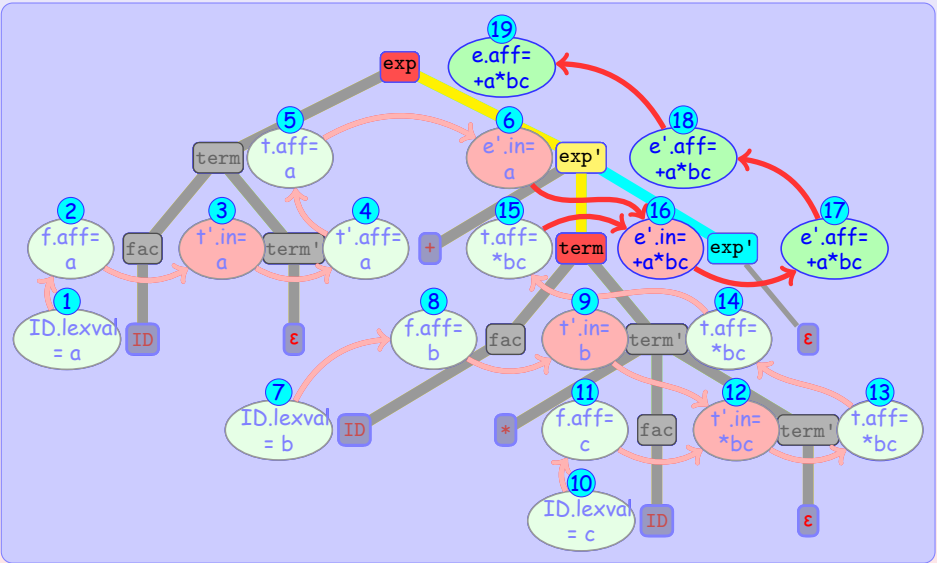 19
e.aff=
+a*bc
exp
5
t.aff=
a
6
e'.in=
a
18
e'.aff=
+a*bc
term
exp'
2
f.aff=
a
3
t'.in=
a
4
t'.aff=
a
15
t.aff=
*bc
16
e'.in=
+a*bc
17
e'.aff=
+a*bc
fac
term'
+
term
exp'
1
ID.lexval
= a
ID
ε
8
f.aff=
b
fac
9
t'.in=
b
term'
14
t.aff=
*bc
ε
7
ID.lexval
= b
ID
*
11
f.aff=
c
fac
12
t'.in=
*bc
term'
13
t.aff=
*bc
10
ID.lexval
= c
ID
ε